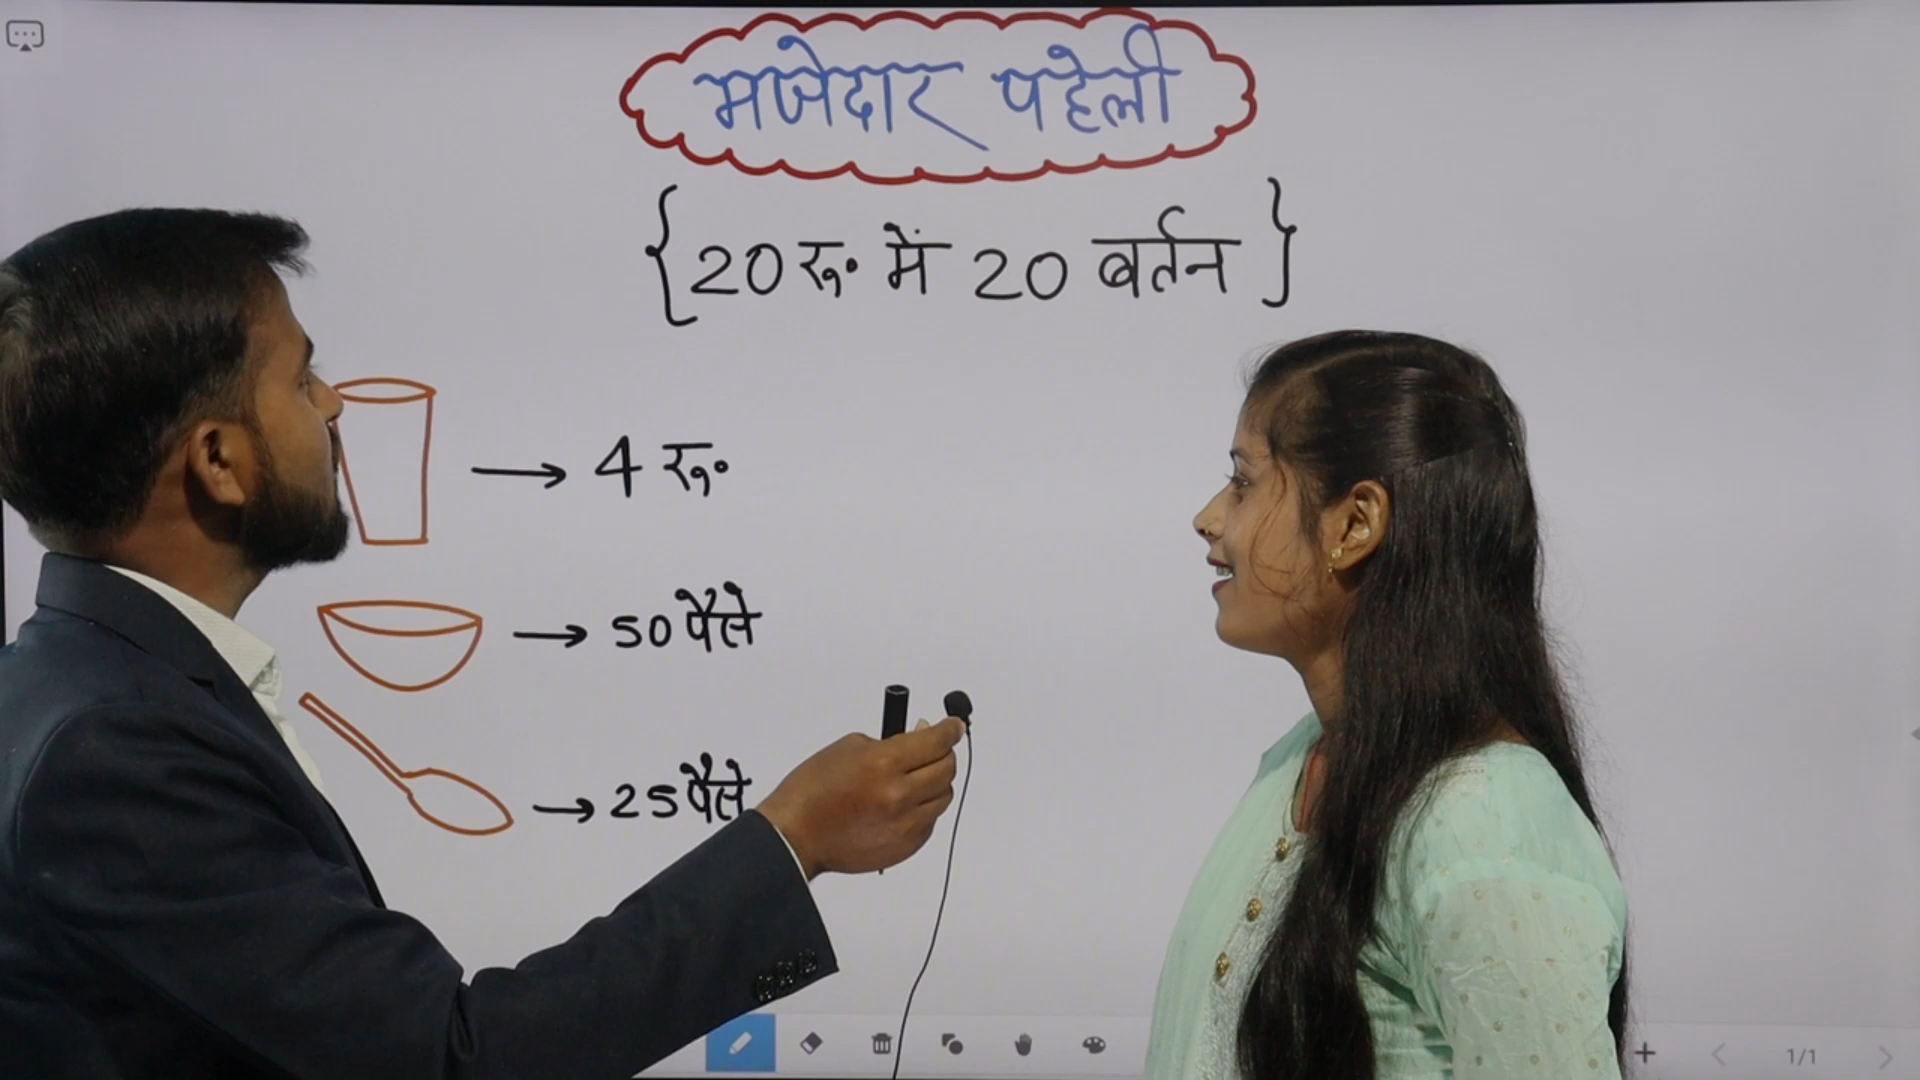 मजेदार पहेली
{20 रू॰ में 20 बर्तन}
→ 4 रू॰
→ 50 पैसे
→ 25 पैसे
1/1